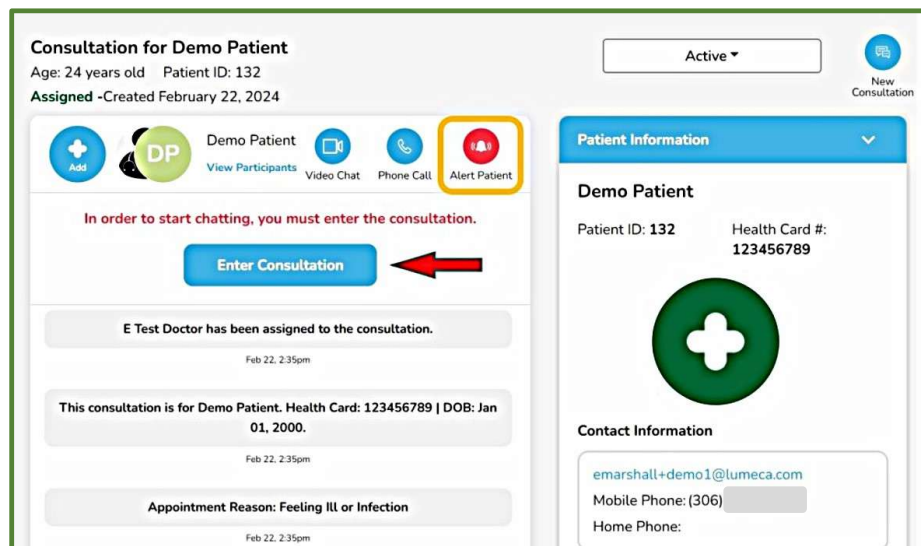 Consultation for Demo Patient
Age: 24 years old Patient ID: 132
Assigned -Created February 22, 2024
Active
New
Consultation
Add
DP
Demo Patient
View Participants
Video Chat
Phone Call
Alert Patient
In order to start chatting, you must enter the consultation.
Enter Consultation
E Test Doctor has been assigned to the consultation.
Feb 22, 2:35pm
This consultation is for Demo Patient. Health Card: 123456789 | DOB: Jan
01, 2000.
Feb 22, 2:35pm
Appointment Reason: Feeling Ill or Infection
Feb 22, 2:35pm
Patient Information
Demo Patient
Patient ID: 132
Health Card #:
123456789
Contact Information
emarshall+demo1@lumeca.com
Mobile Phone: (306)
Home Phone: